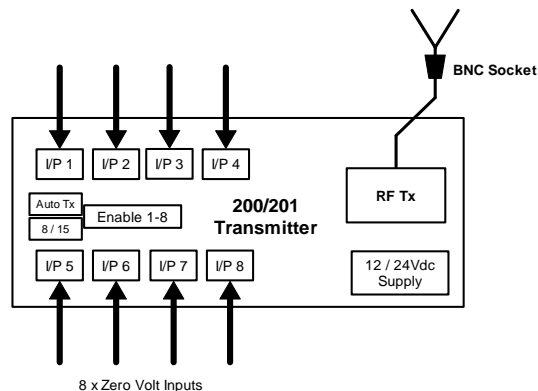 BNC Socket
I/P 1
I/P 2
I/P 3
I/P 4
Auto Tx
8 / 15
Enable 1-8
200/201
Transmitter
RF Tx
I/P 5
I/P 6
I/P 7
I/P 8
12 / 24Vdc
Supply
8 x Zero Volt Inputs